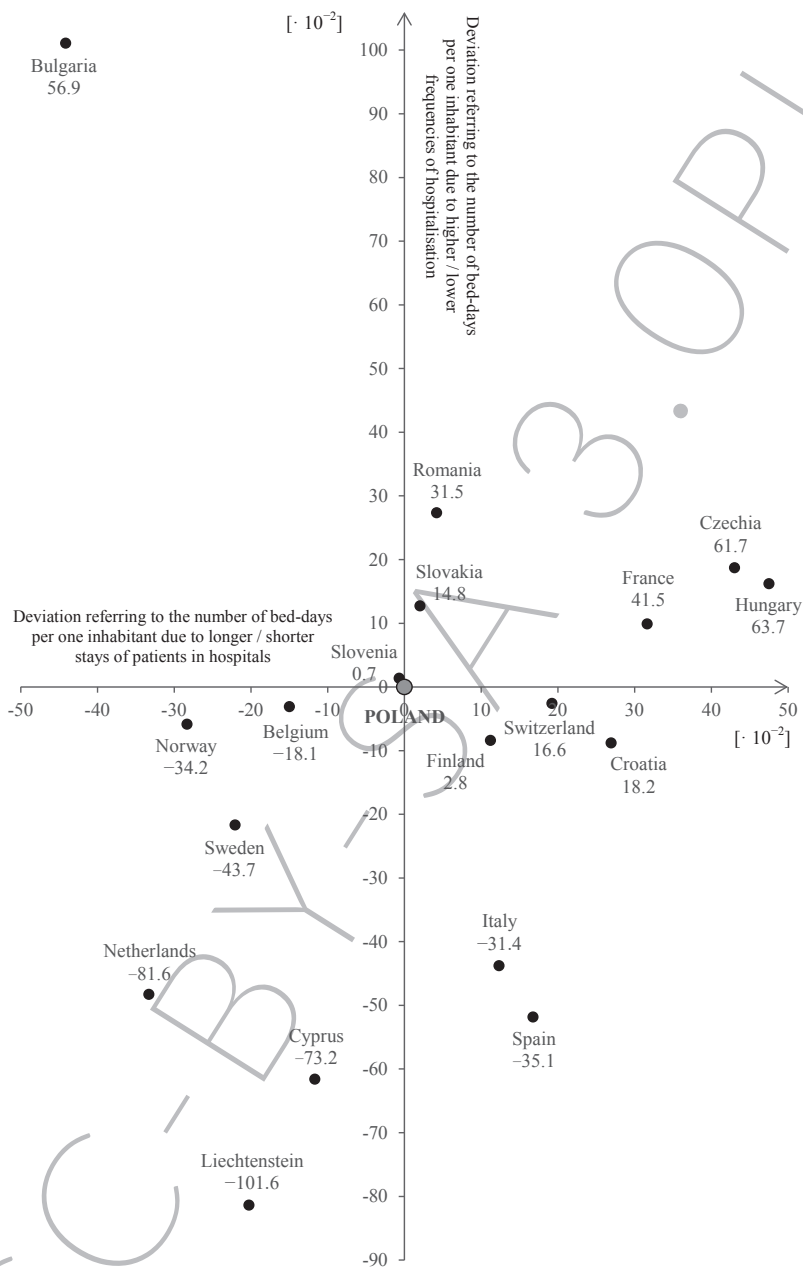 [· 10⁻²]
100
90
80
70
60
50
40
30
20
10
0
-10
-20
-30
-40
-50
-60
-70
-80
-90
Deviation referring to the number of bed-days
per one inhabitant due to higher / lower
frequencies of hospitalisation
Bulgaria
56.9
Romania
31.5
Czechia
61.7
Slovakia
14.8
France
41.5
Hungary
63.7
Deviation referring to the number of bed-days
per one inhabitant due to longer / shorter
stays of patients in hospitals
Slovenia
0.7
-50
-40
-30
-20
-10
0
10
20
30
40
50
[· 10⁻²]
POLAND
Norway
−34.2
Belgium
−18.1
Switzerland
16.6
Finland
2.8
Croatia
18.2
Sweden
−43.7
Italy
−31.4
Netherlands
−81.6
Spain
−35.1
Cyprus
−73.2
Liechtenstein
−101.6
C-BY-SA 3.0 P